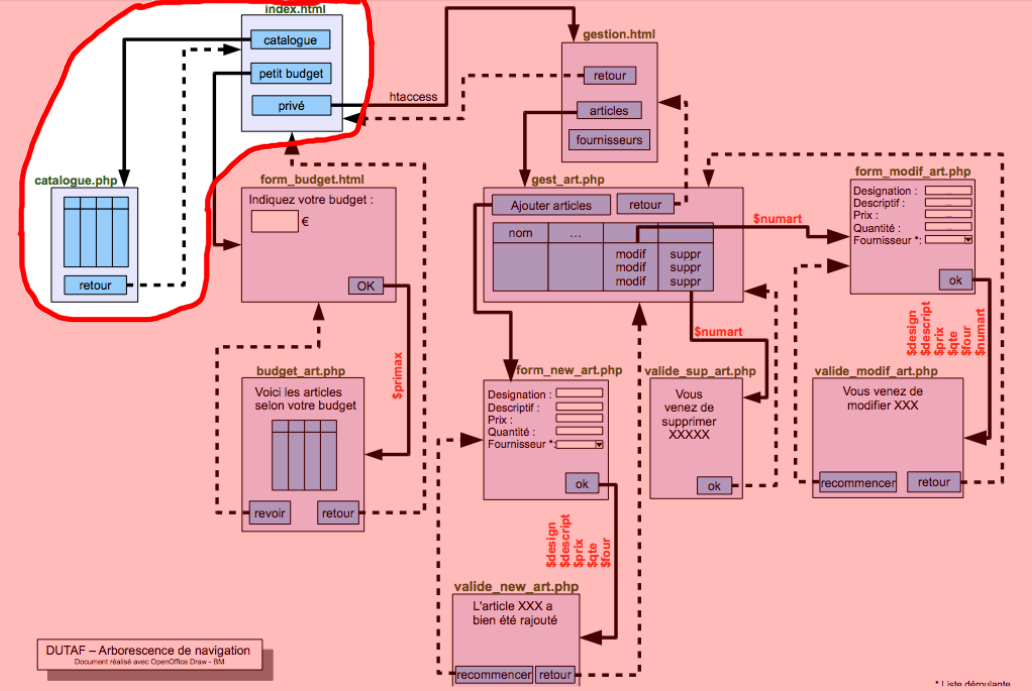 index.html
catalogue
petit budget
privé
htaccess
gestion.html
retour
articles
fournisseurs
catalogue.php
retour
form_budget.html
Indiquez votre budget :
€
OK
$primax
budget_art.php
Voici les articles
selon votre budget
revoir
retour
gest_art.php
Ajouter articles
retour
nom
...
modif
suppr
modif
suppr
modif
suppr
$numart
$numart
form_modif_art.php
Designation :
Descriptif :
Prix :
Quantité :
Fournisseur *:
ok
$design
$descript
$prix
$qte
$four
$numart
form_new_art.php
Designation :
Descriptif :
Prix :
Quantité :
Fournisseur *:
ok
$design
$descript
$prix
$qte
$four
valide_sup_art.php
Vous
venez de
supprimer
XXXXX
ok
valide_modif_art.php
Vous venez de
modifier XXX
recommencer
retour
valide_new_art.php
L'article XXX a
bien été rajouté
recommencer
retour
DUTAF – Arborescence de navigation
Document réalisé avec OpenOffice Draw - BM
* Liste déroulante